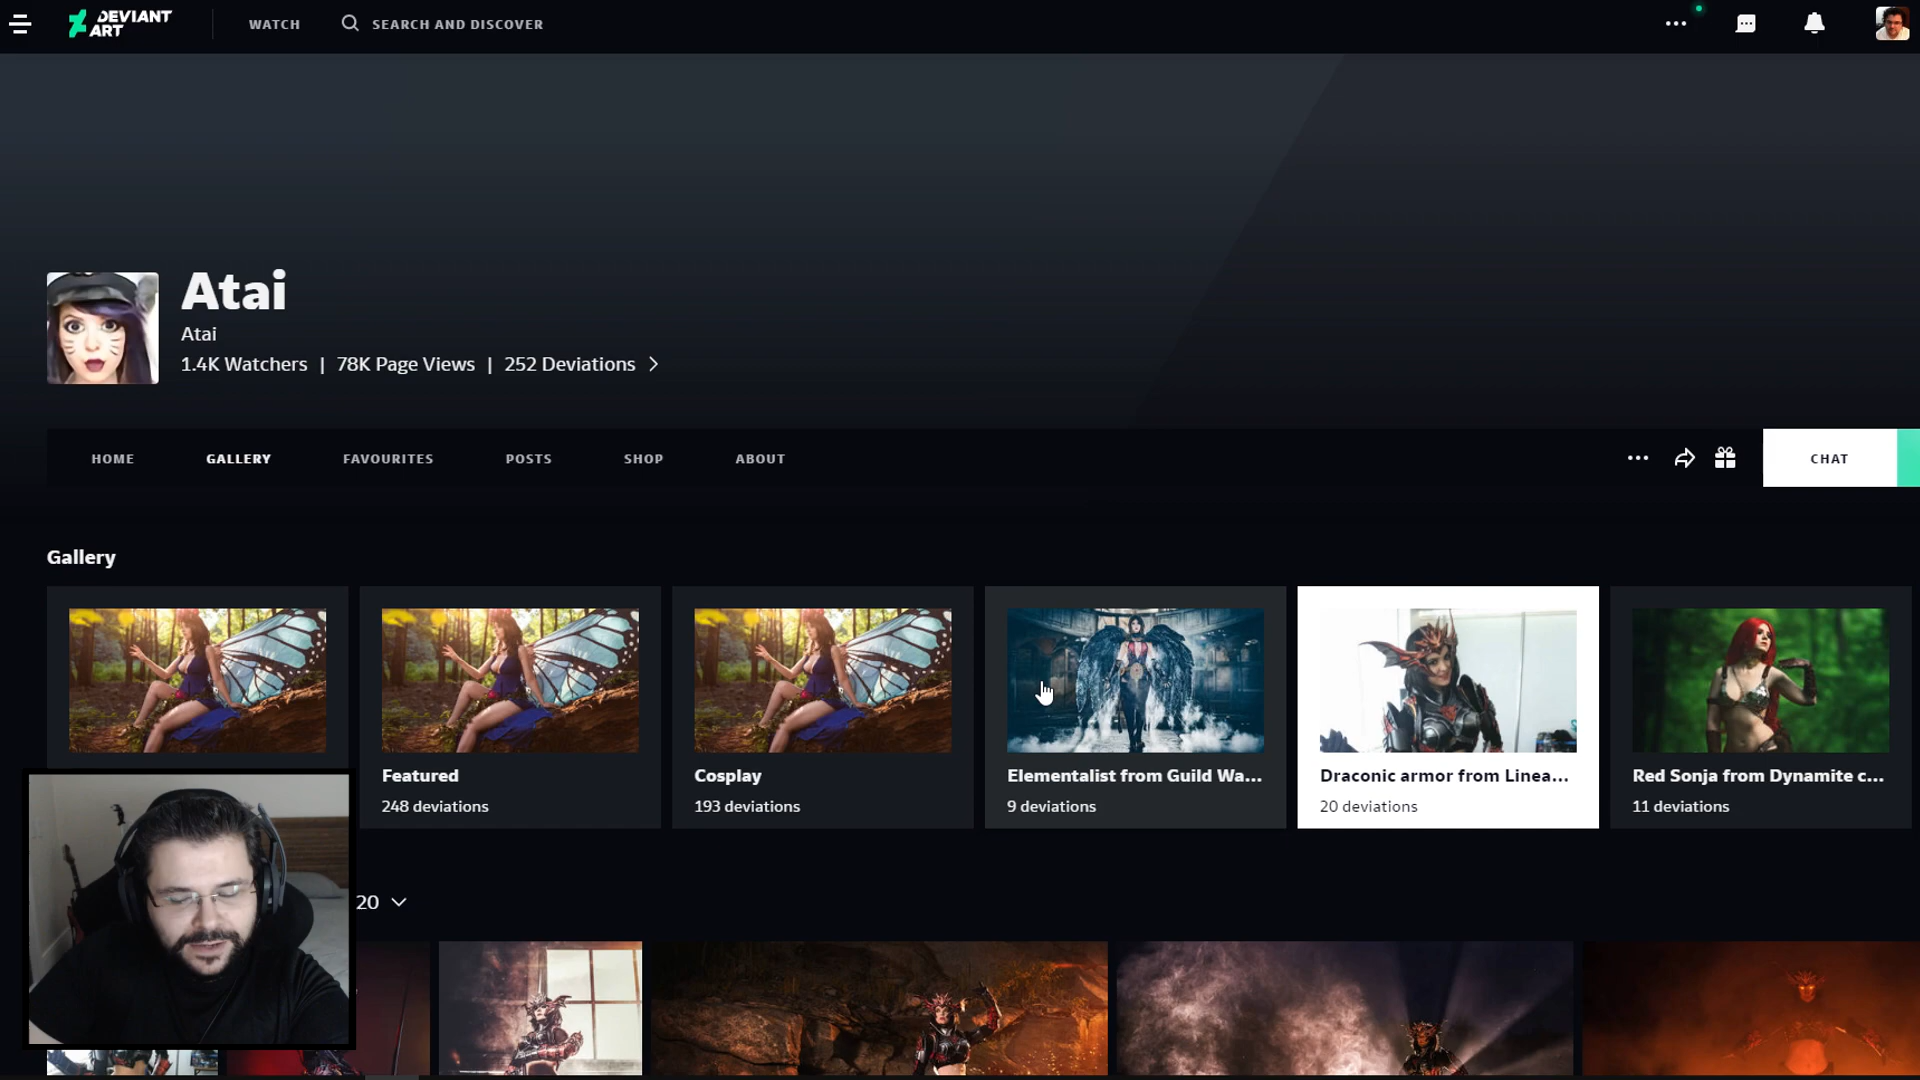 DEVIANT ART
WATCH
SEARCH AND DISCOVER
Atai
Atai
1.4K Watchers | 78K Page Views | 252 Deviations
HOME
GALLERY
FAVOURITES
POSTS
SHOP
ABOUT
CHAT
Gallery
Featured
248 deviations
Cosplay
193 deviations
Elementalist from Guild Wa...
9 deviations
Draconic armor from Linea...
20 deviations
Red Sonja from Dynamite c...
11 deviations
20